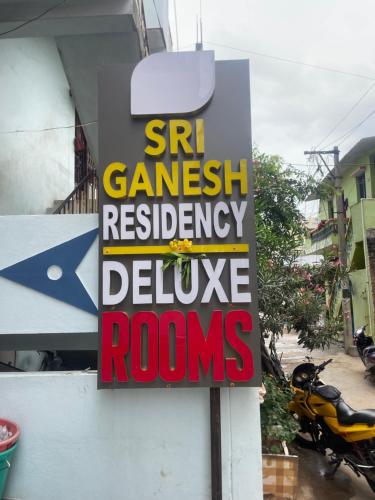 SRI
GANESH
RESIDENCY
DELUXE
ROOMS